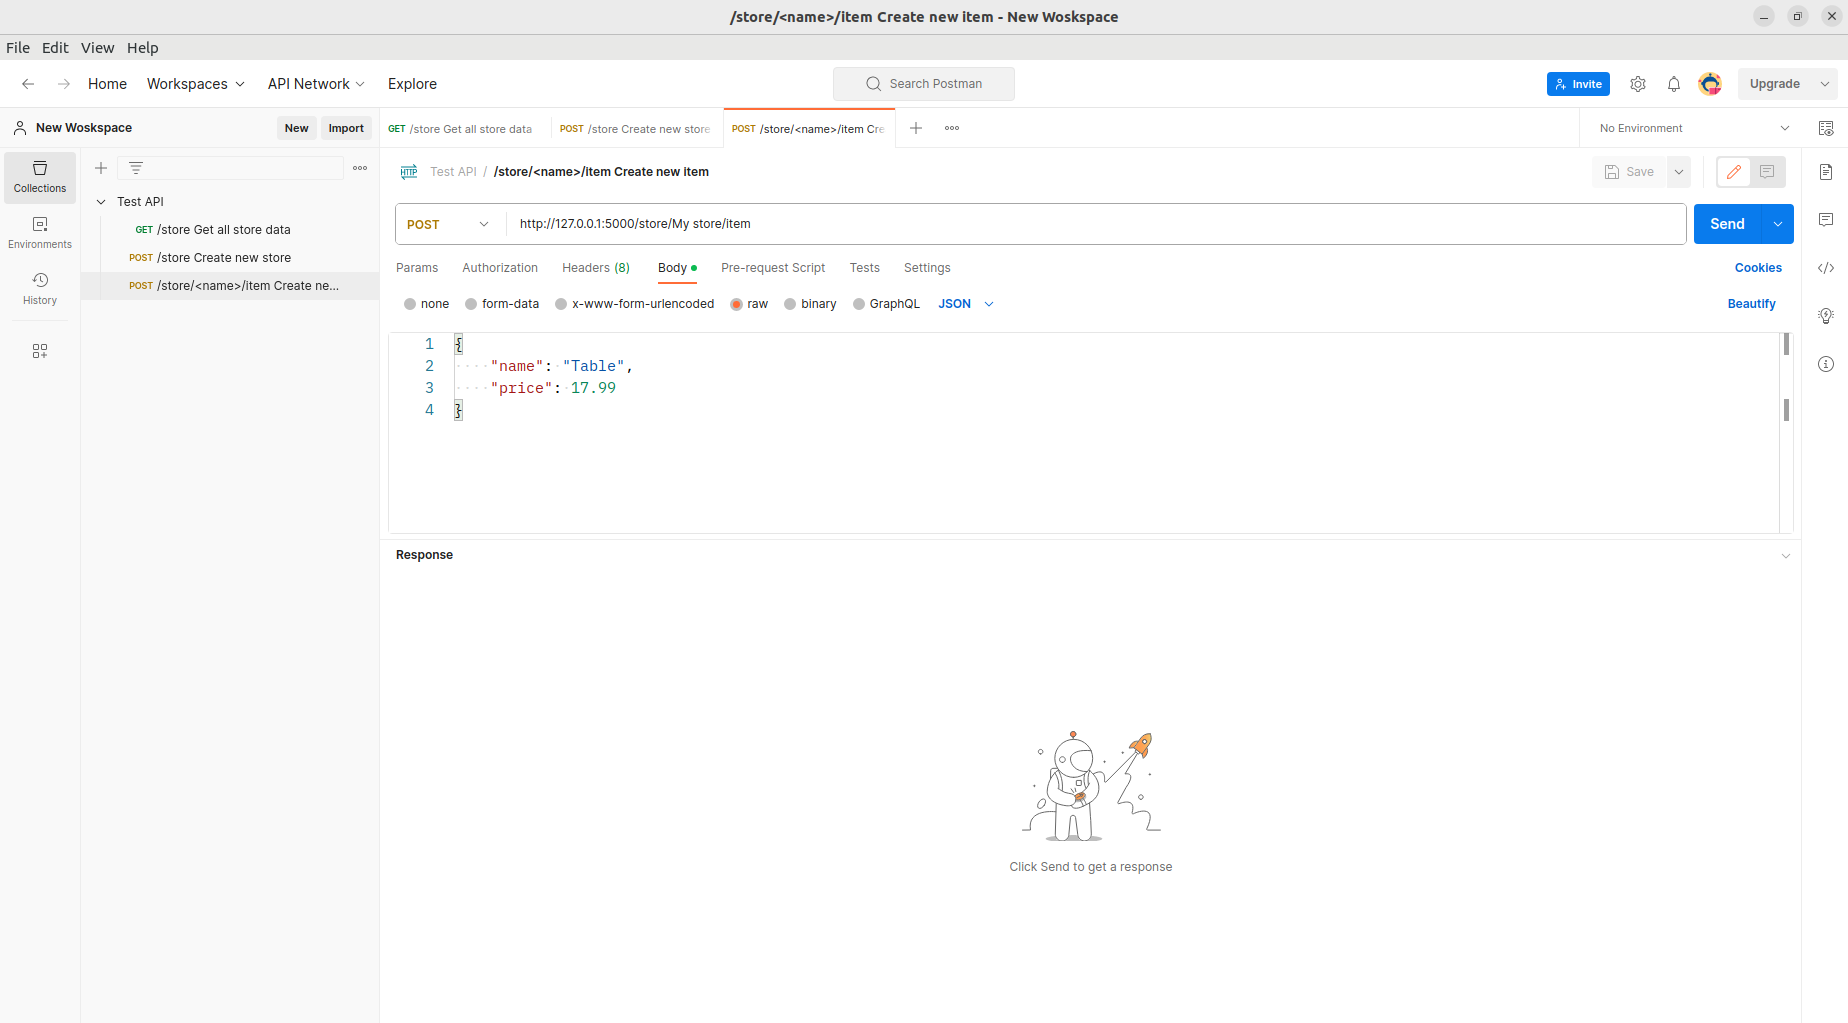 /store/<name>/item Create new item - New Woskspace
File Edit View Help
Home Workspaces API Network Explore Search Postman Invite Upgrade
New Woskspace New Import GET /store Get all store data POST /store Create new store POST /store/<name>/item Cre No Environment
Collections
Environments
History
Test API
GET /store Get all store data
POST /store Create new store
POST /store/<name>/item Create ne...
HTTP Test API / /store/<name>/item Create new item Save
POST http://127.0.0.1:5000/store/My store/item Send
Params Authorization Headers (8) Body Pre-request Script Tests Settings Cookies
none form-data x-www-form-urlencoded raw binary GraphQL JSON Beautify
1 {
2 "name": "Table",
3 "price": 17.99
4 }
Response
Click Send to get a response